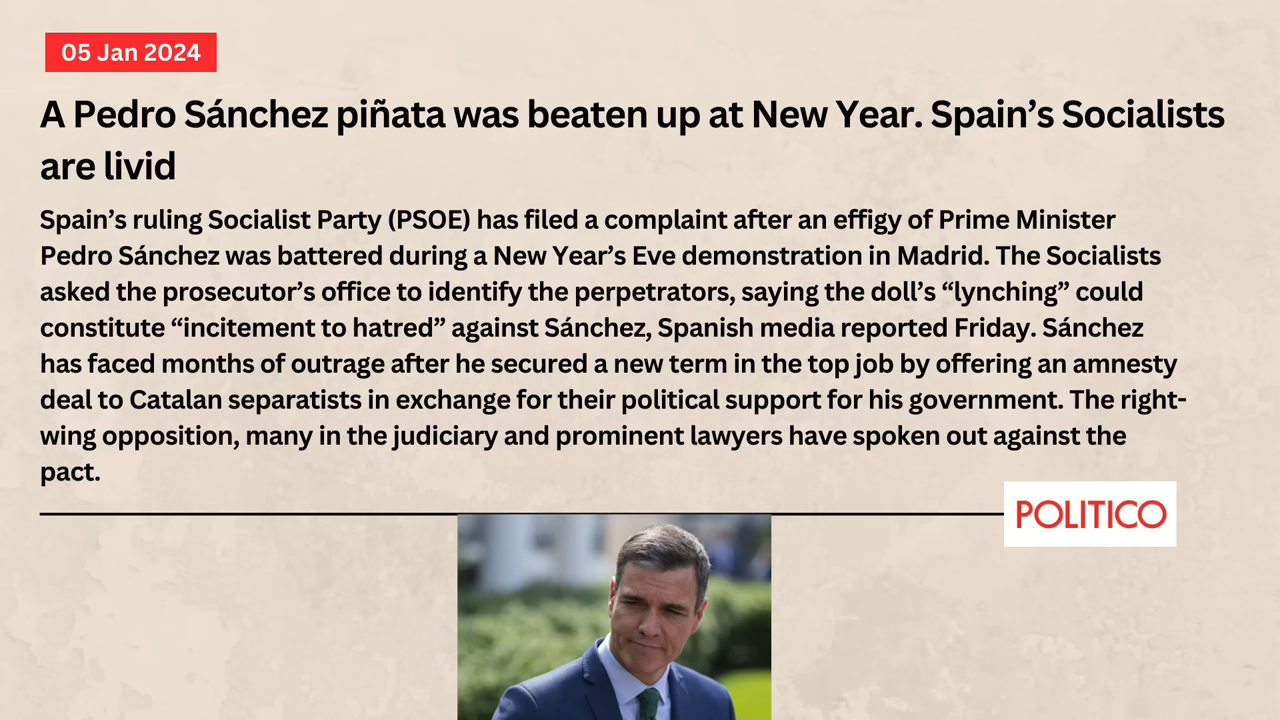 05 Jan 2024
A Pedro Sánchez piñata was beaten up at New Year. Spain’s Socialists
are livid
Spain’s ruling Socialist Party (PSOE) has filed a complaint after an effigy of Prime Minister
Pedro Sánchez was battered during a New Year’s Eve demonstration in Madrid. The Socialists
asked the prosecutor’s office to identify the perpetrators, saying the doll’s “lynching” could
constitute “incitement to hatred” against Sánchez, Spanish media reported Friday. Sánchez
has faced months of outrage after he secured a new term in the top job by offering an amnesty
deal to Catalan separatists in exchange for their political support for his government. The right-
wing opposition, many in the judiciary and prominent lawyers have spoken out against the
pact.
POLITICO